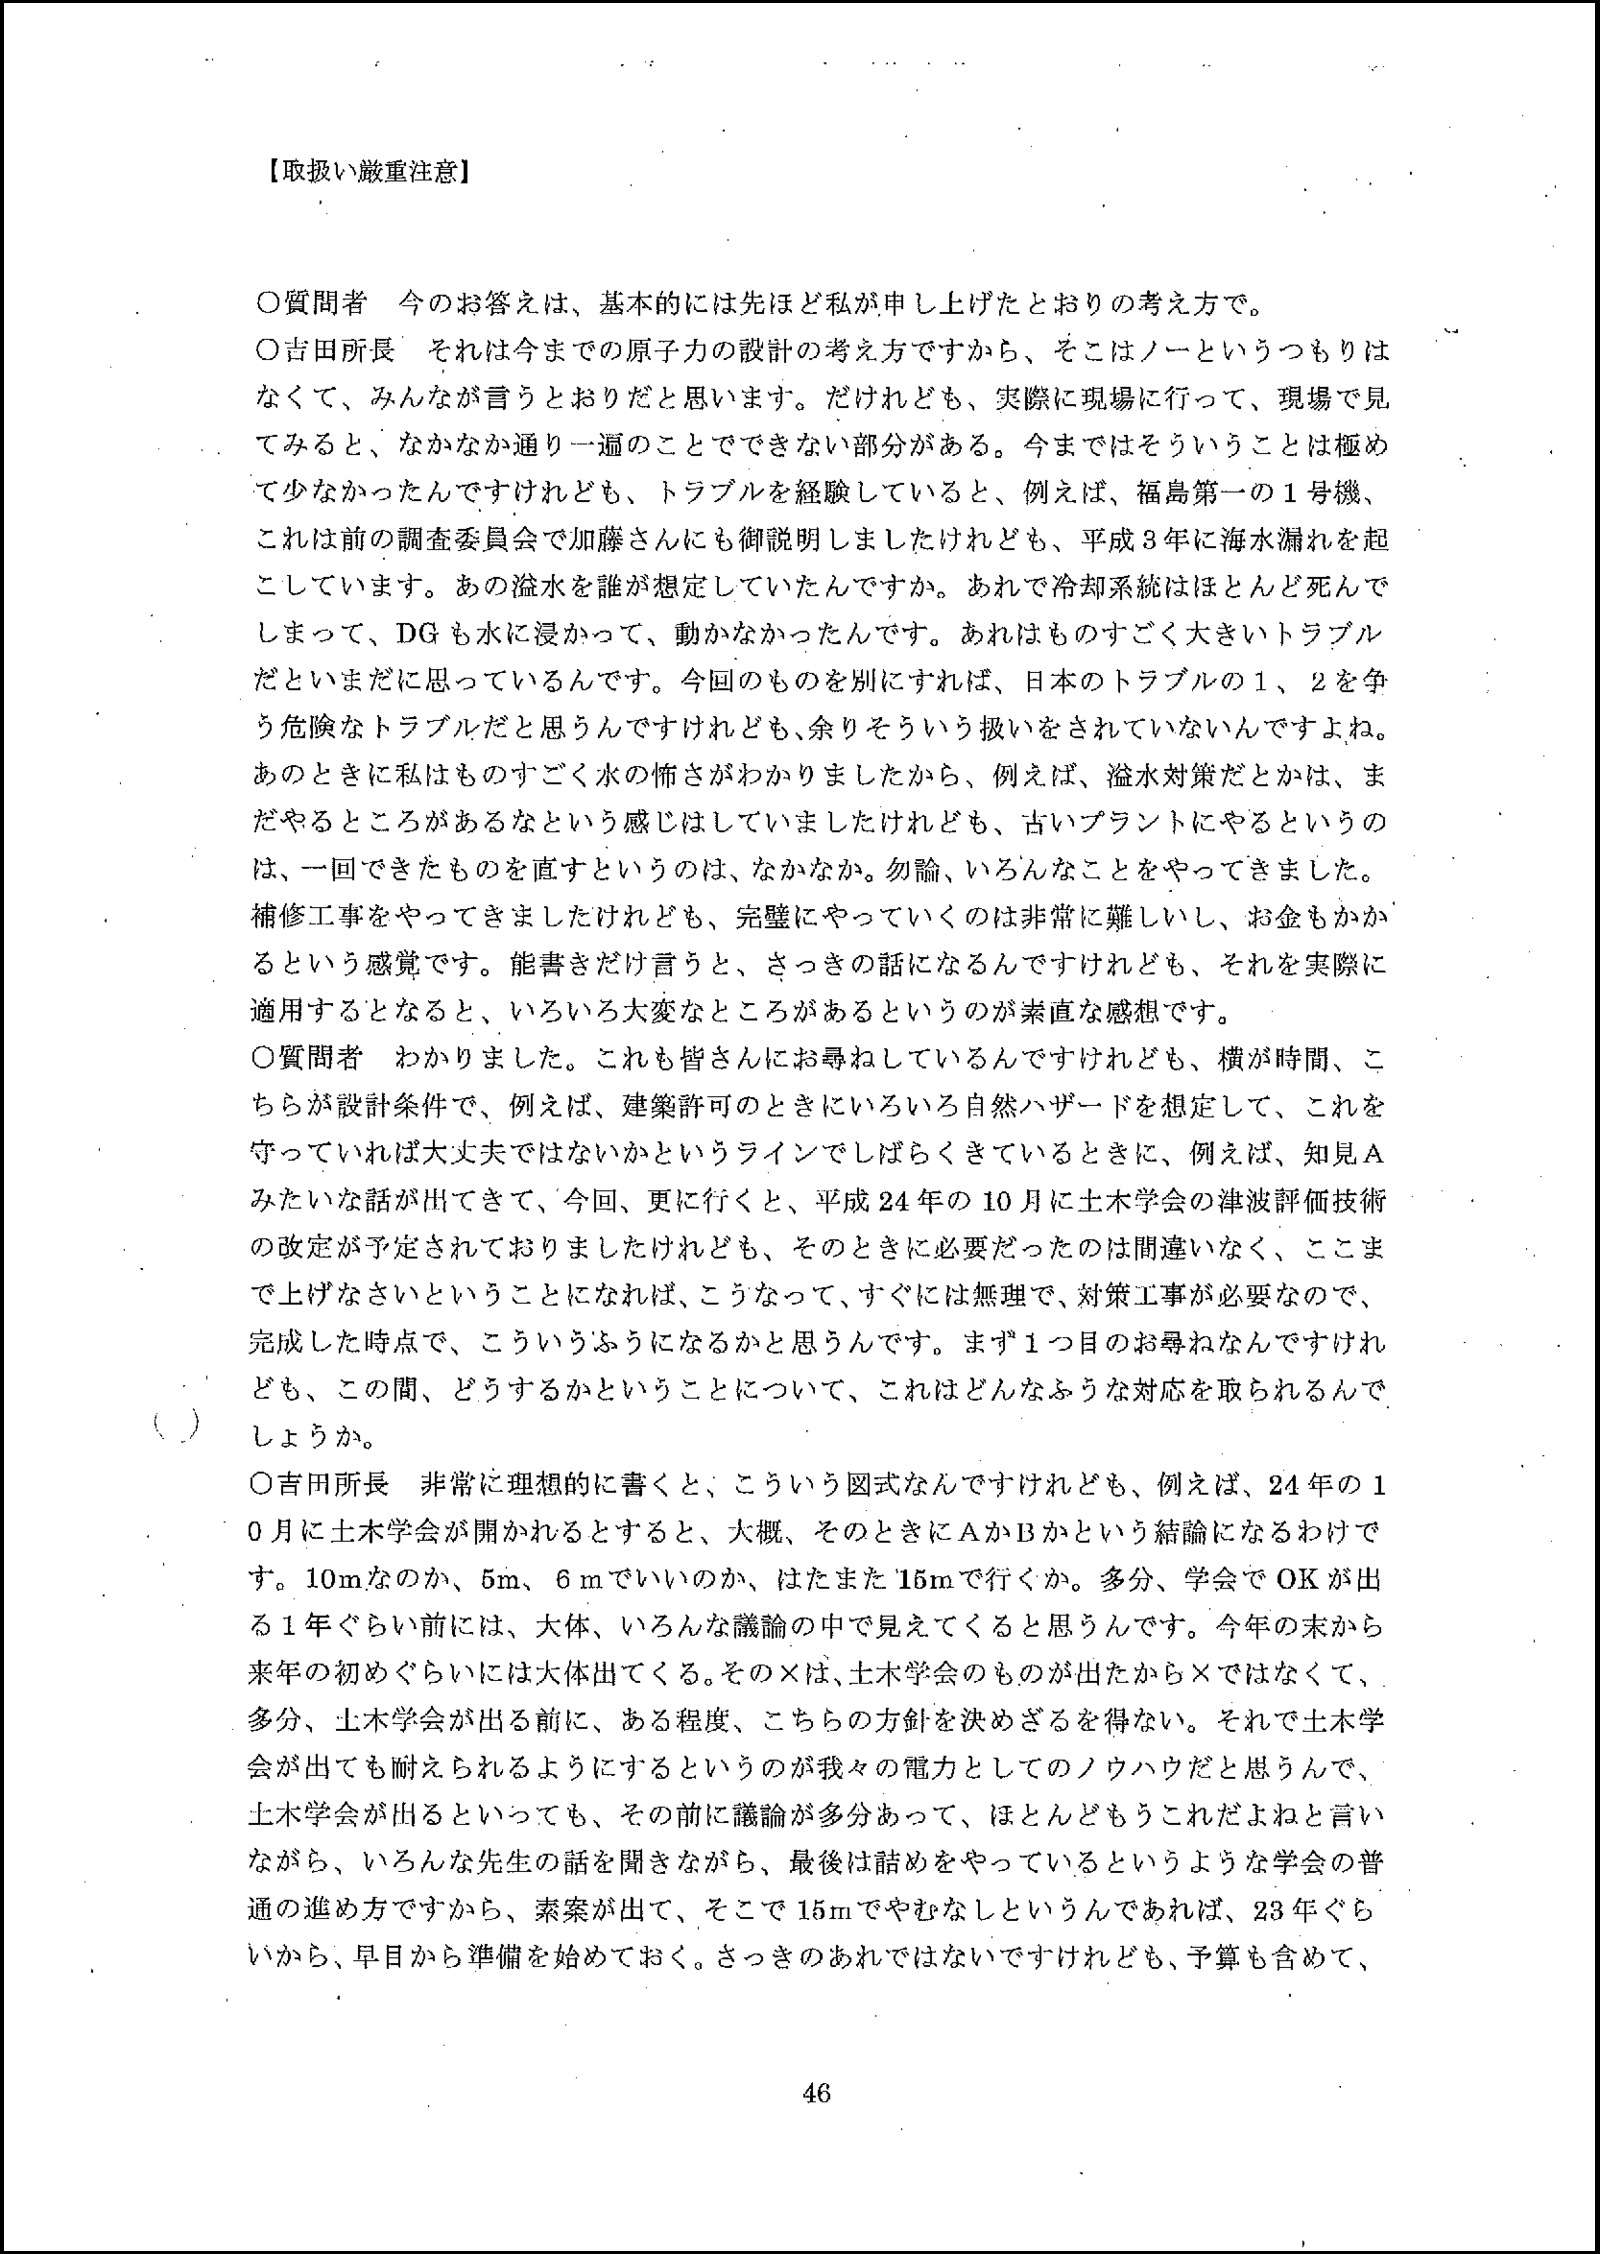 【取扱い厳重注意】
○質問者　今のお答えは、基本的には先ほど私が申し上げたとおりの考え方で。
○吉田所長　それは今までの原子力の設計の考え方ですから、そこはノーというつもりは
なくて、みんなが言うとおりだと思います。だけれども、実際に現場に行って、現場で見
てみると、なかなか通り一遍のことでできない部分がある。今まではそういうことは極め
て少なかったんですけれども、トラブルを経験していると、例えば、福島第一の１号機、
これは前の調査委員会で加藤さんにも御説明しましたけれども、平成３年に海水漏れを起
こしています。あの溢水を誰が想定していたんですか。あれで冷却系統はほとんど死んで
しまって、DG も水に浸かって、動かなかったんです。あれはものすごく大きいトラブル
だといまだに思っているんです。今回のものを別にすれば、日本のトラブルの１、２を争
う危険なトラブルだと思うんですけれども、余りそういう扱いをされていないんですよね。
あのときに私はものすごく水の怖さがわかりましたから、例えば、溢水対策だとかは、ま
だやるところがあるなという感じはしていましたけれども、古いプラントにやるというの
は、一回できたものを直すというのは、なかなか。勿論、いろんなことをやってきました。
補修工事をやってきましたけれども、完璧にやっていくのは非常に難しいし、お金もかか
るという感覚です。能書きだけ言うと、さっきの話になるんですけれども、それを実際に
適用するとなると、いろいろ大変なところがあるというのが素直な感想です。
○質問者　わかりました。これも皆さんにお尋ねしているんですけれども、横が時間、こ
ちらが設計条件で、例えば、建築許可のときにいろいろ自然ハザードを想定して、これを
守っていれば大丈夫ではないかというラインでしばらくきているときに、例えば、知見Ａ
みたいな話が出てきて、今回、更に行くと、平成 24 年の 10 月に土木学会の津波評価技術
の改定が予定されておりましたけれども、そのときに必要だったのは間違いなく、ここま
で上げなさいということになれば、こうなって、すぐには無理で、対策工事が必要なので、
完成した時点で、こういうふうになるかと思うんです。まず１つ目のお尋ねなんですけれ
ども、この間、どうするかということについて、これはどんなふうな対応を取られるんで
しょうか。
○吉田所長　非常に理想的に書くと、こういう図式なんですけれども、例えば、24 年の１
０月に土木学会が開かれるとすると、大概、そのときにＡかＢかという結論になるわけで
す。10mなのか、5m、６ｍでいいのか、はたまた 15mで行くか。多分、学会で OK が出
る１年ぐらい前には、大体、いろんな議論の中で見えてくると思うんです。今年の末から
来年の初めぐらいには大体出てくる。その×は、土木学会のものが出たから×ではなくて、
多分、土木学会が出る前に、ある程度、こちらの方針を決めざるを得ない。それで土木学
会が出ても耐えられるようにするというのが我々の電力としてのノウハウだと思うんで、
土木学会が出るといっても、その前に議論が多分あって、ほとんどもうこれだよねと言い
ながら、いろんな先生の話を聞きながら、最後は詰めをやっているというような学会の普
通の進め方ですから、素案が出て、そこで 15mでやむなしというんであれば、23 年ぐら
いから、早目から準備を始めておく。さっきのあれではないですけれども、予算も含めて、
46